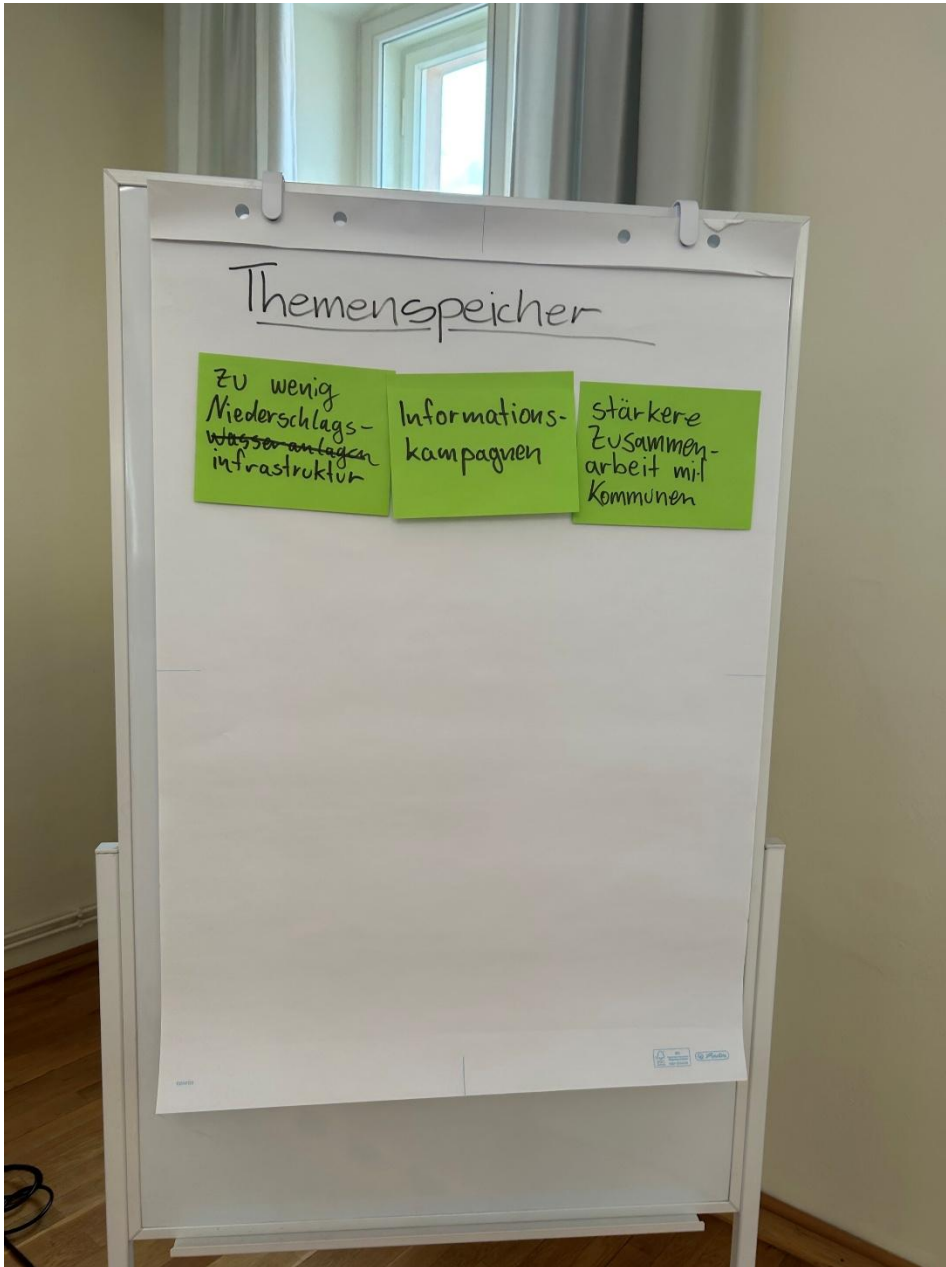 Themenspeicher
Zu wenig
Niederschlags-
wasseranlagen
infrastruktur
Informations-
kampagnen
stärkere
Zusammen-
arbeit mit
Kommunen